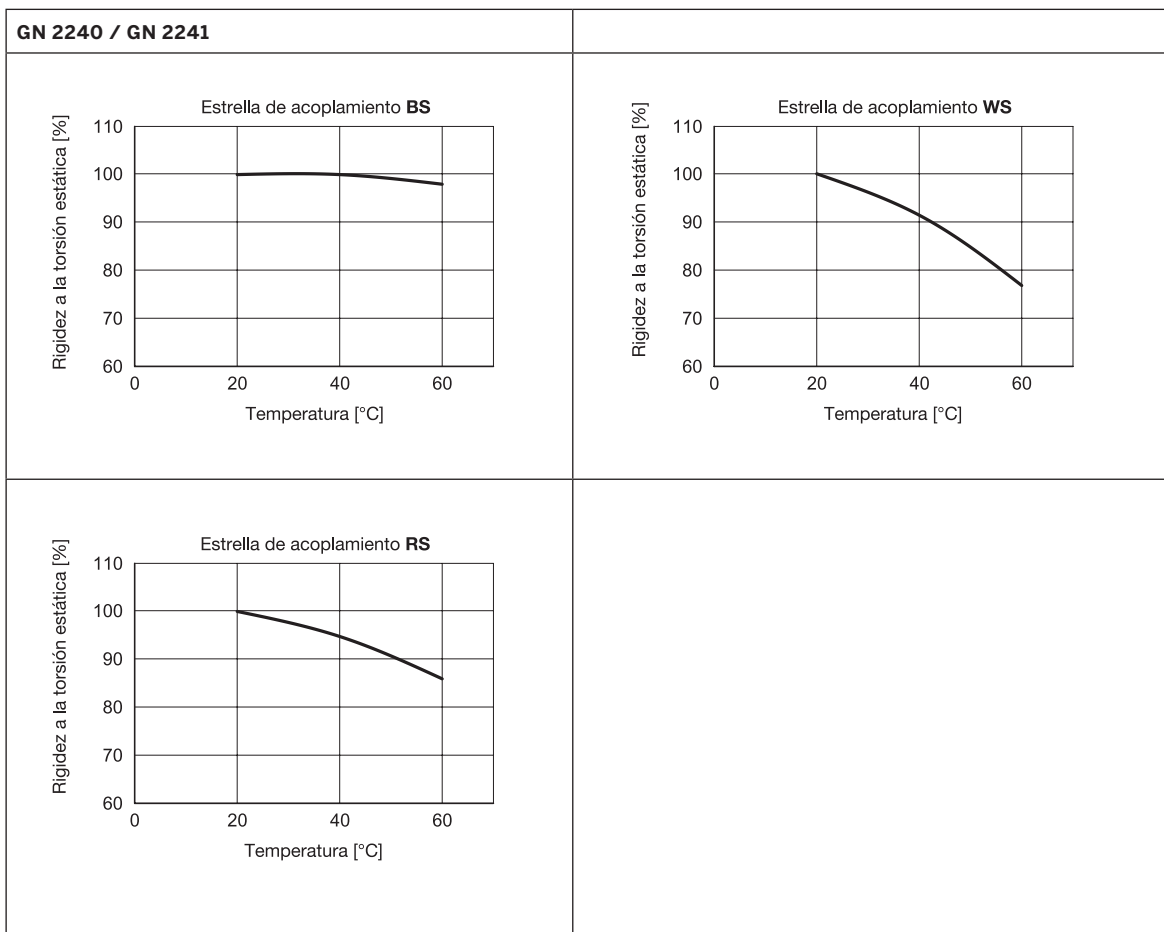 GN 2240 / GN 2241
Estrella de acoplamiento BS
Rigidez a la torsión estática [%]
110
100
90
80
70
60
0 20 40 60
Temperatura [°C]
Estrella de acoplamiento WS
Rigidez a la torsión estática [%]
110
100
90
80
70
60
0 20 40 60
Temperatura [°C]
Estrella de acoplamiento RS
Rigidez a la torsión estática [%]
110
100
90
80
70
60
0 20 40 60
Temperatura [°C]